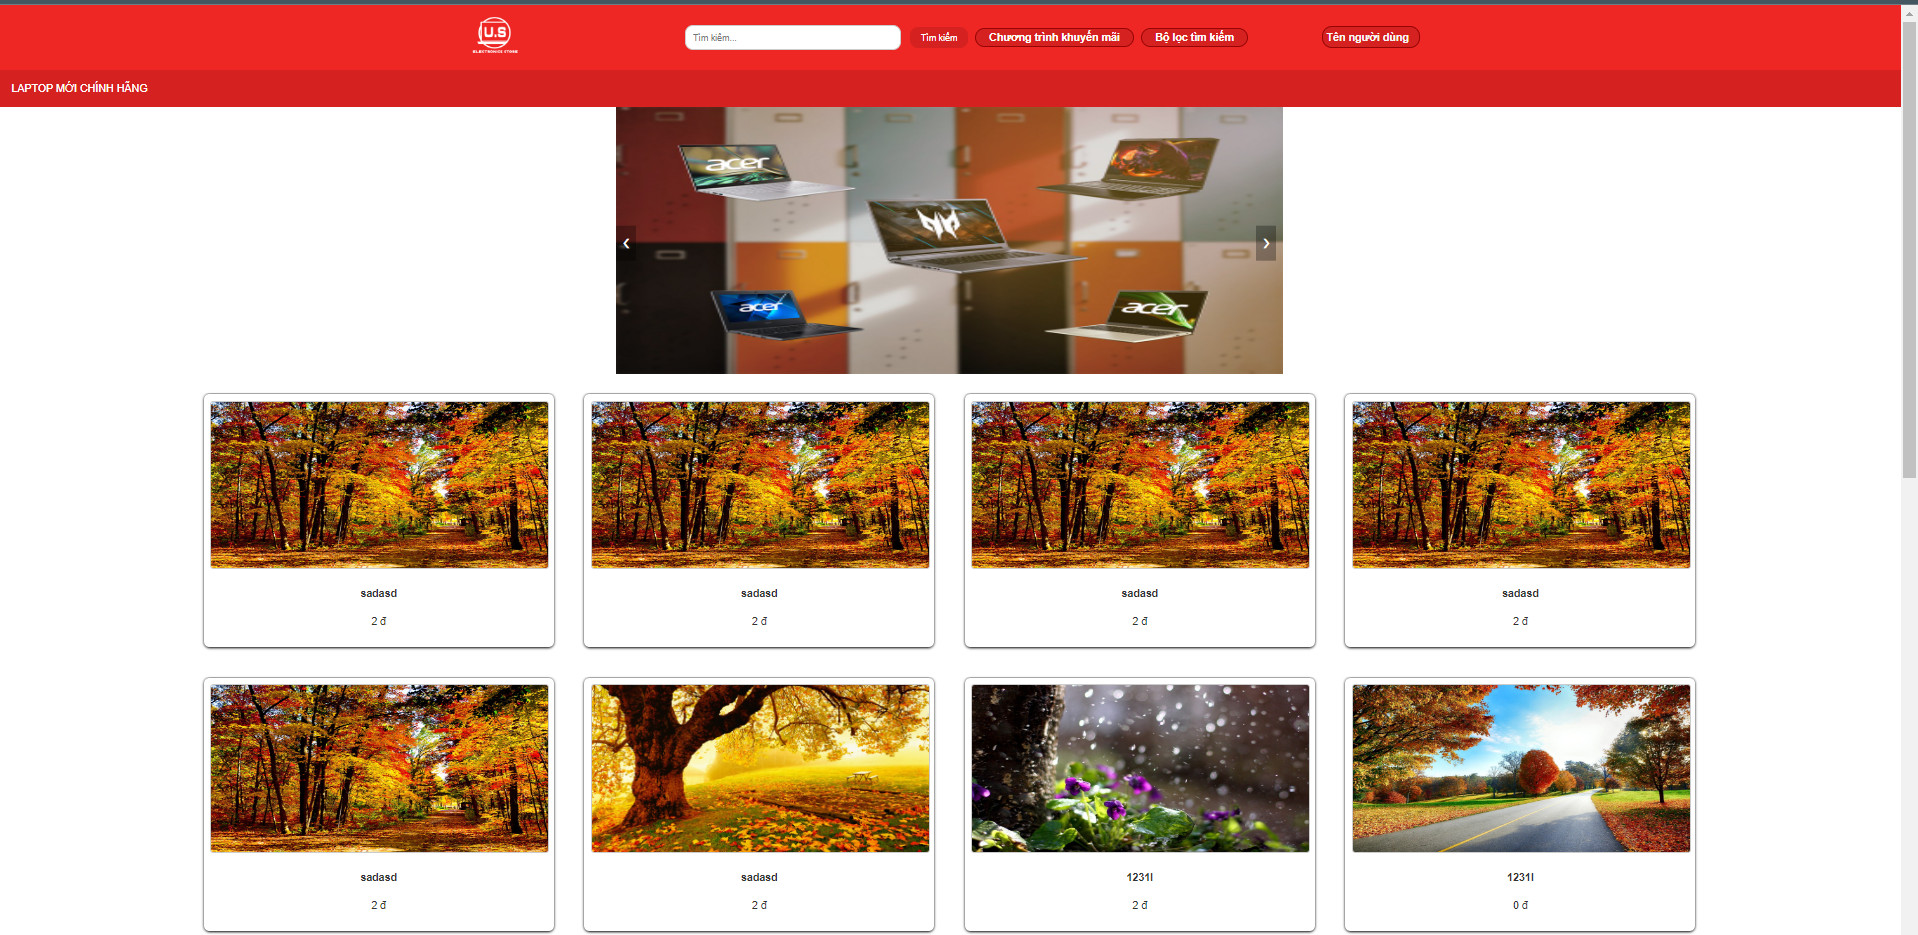 U.S
ELECTRONICS STORE
Tìm kiếm...
Tìm kiếm
Chương trình khuyến mãi
Bộ lọc tìm kiếm
Tên người dùng
LAPTOP MỚI CHÍNH HÃNG
acer
acer
acer
❮
❯
sadasd
2 đ
sadasd
2 đ
sadasd
2 đ
sadasd
2 đ
sadasd
2 đ
sadasd
2 đ
1231l
2 đ
1231l
0 đ